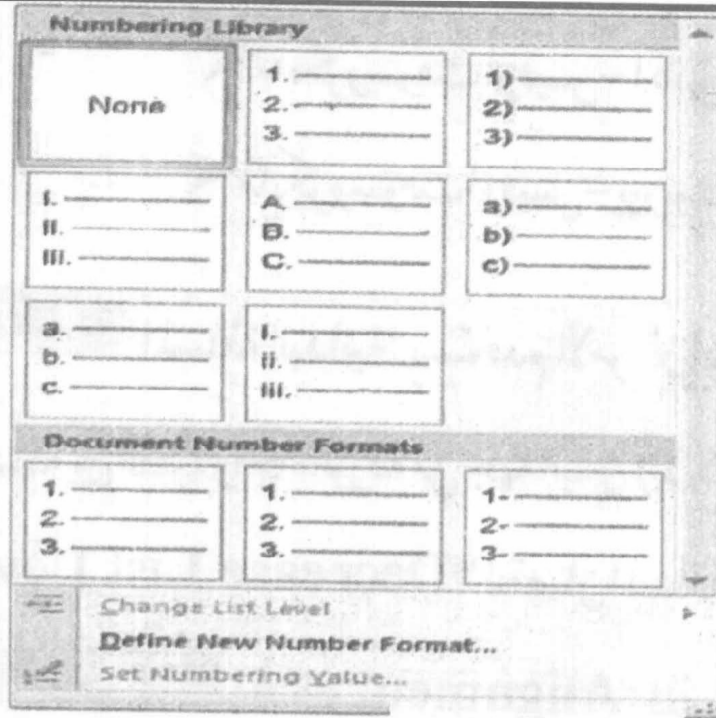 Numbering Library
None
1.
2.
3.
1)
2)
3)
I.
II.
III.
A.
B.
C.
a)
b)
c)
a.
b.
c.
i.
ii.
iii.
Document Number Formats
1.
2.
3.
1.
2.
3.
1-
2-
3-
Change List Level
Define New Number Format...
Set Numbering Value...